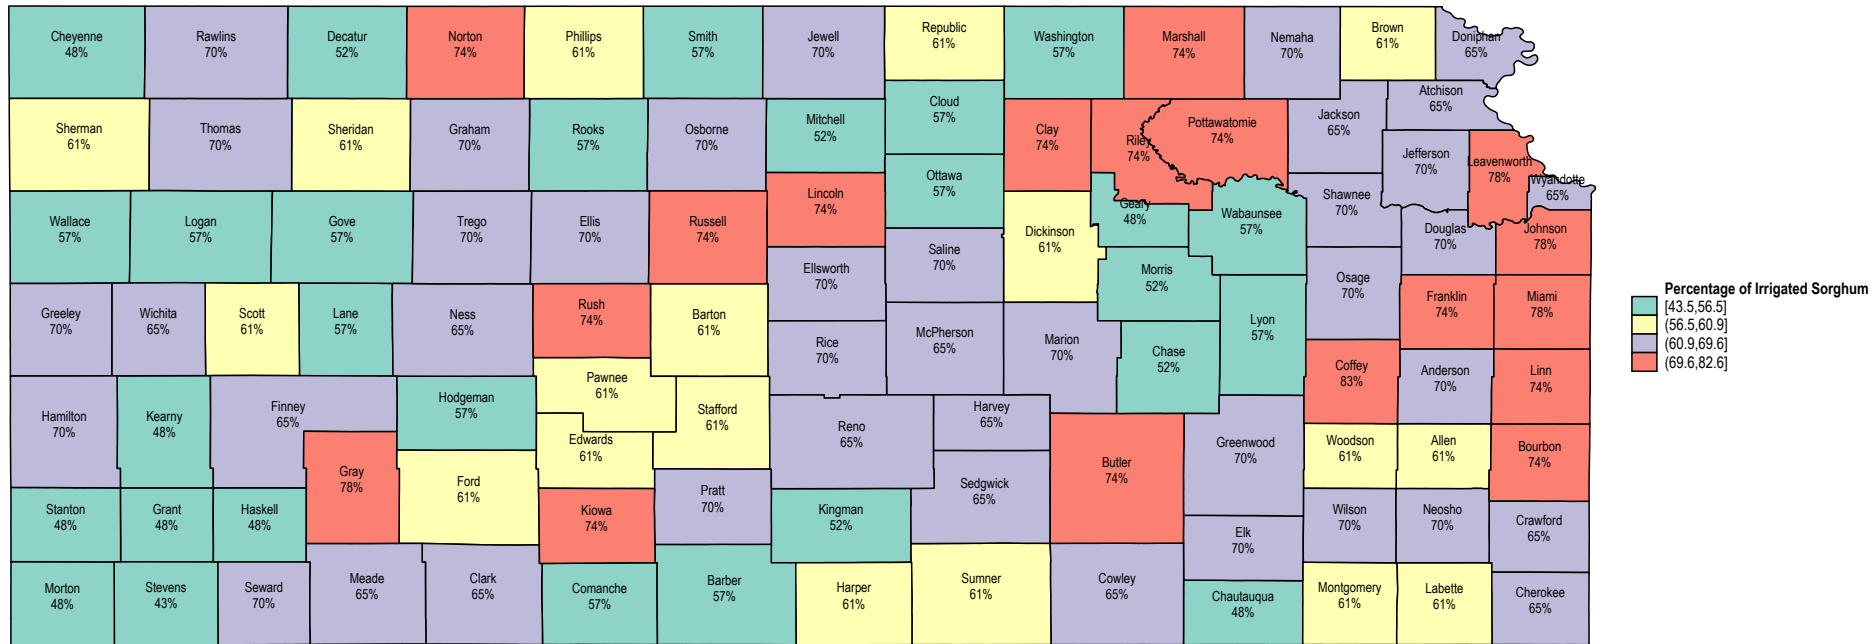 Cheyenne
48%
Rawlins
70%
Decatur
52%
Norton
74%
Phillips
61%
Smith
57%
Jewell
70%
Republic
61%
Washington
57%
Marshall
74%
Nemaha
70%
Brown
61%
Doniphan
65%
Sherman
61%
Thomas
70%
Sheridan
61%
Graham
70%
Rooks
57%
Osborne
70%
Mitchell
52%
Cloud
57%
Clay
74%
Riley
74%
Pottawatomie
74%
Jackson
65%
Atchison
65%
Jefferson
70%
Leavenworth
78%
Wyandotte
65%
Wallace
57%
Logan
57%
Gove
57%
Trego
70%
Ellis
70%
Russell
74%
Lincoln
74%
Ottawa
57%
Saline
70%
Dickinson
61%
Geary
48%
Wabaunsee
57%
Shawnee
70%
Douglas
70%
Johnson
78%
Greeley
70%
Wichita
65%
Scott
61%
Lane
57%
Ness
65%
Rush
74%
Barton
61%
Ellsworth
70%
Rice
70%
McPherson
65%
Marion
70%
Morris
52%
Chase
52%
Lyon
57%
Osage
70%
Franklin
74%
Miami
78%
Coffey
83%
Anderson
70%
Linn
74%
Hamilton
70%
Kearny
48%
Finney
65%
Hodgeman
57%
Pawnee
61%
Stafford
61%
Edwards
61%
Reno
65%
Harvey
65%
Gray
78%
Ford
61%
Kiowa
74%
Pratt
70%
Kingman
52%
Sedgwick
65%
Butler
74%
Greenwood
70%
Woodson
61%
Allen
61%
Bourbon
74%
Stanton
48%
Grant
48%
Haskell
48%
Elk
70%
Wilson
70%
Neosho
70%
Crawford
65%
Morton
48%
Stevens
43%
Seward
70%
Meade
65%
Clark
65%
Comanche
57%
Barber
57%
Harper
61%
Sumner
61%
Cowley
65%
Chautauqua
48%
Montgomery
61%
Labette
61%
Cherokee
65%
Percentage of Irrigated Sorghum
[43.5,56.5]
(56.5,60.9]
(60.9,69.6]
(69.6,82.6]